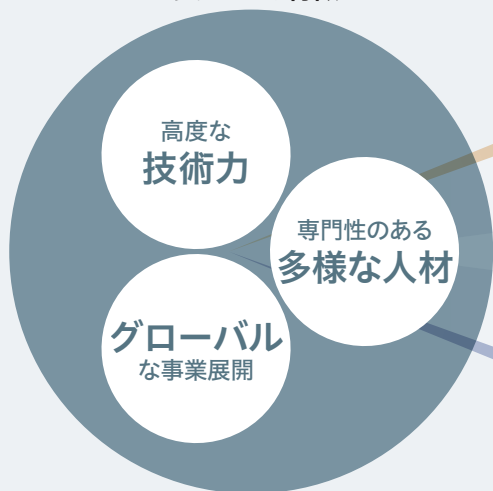 高度な
技術力
専門性のある
多様な人材
グローバル
な事業展開